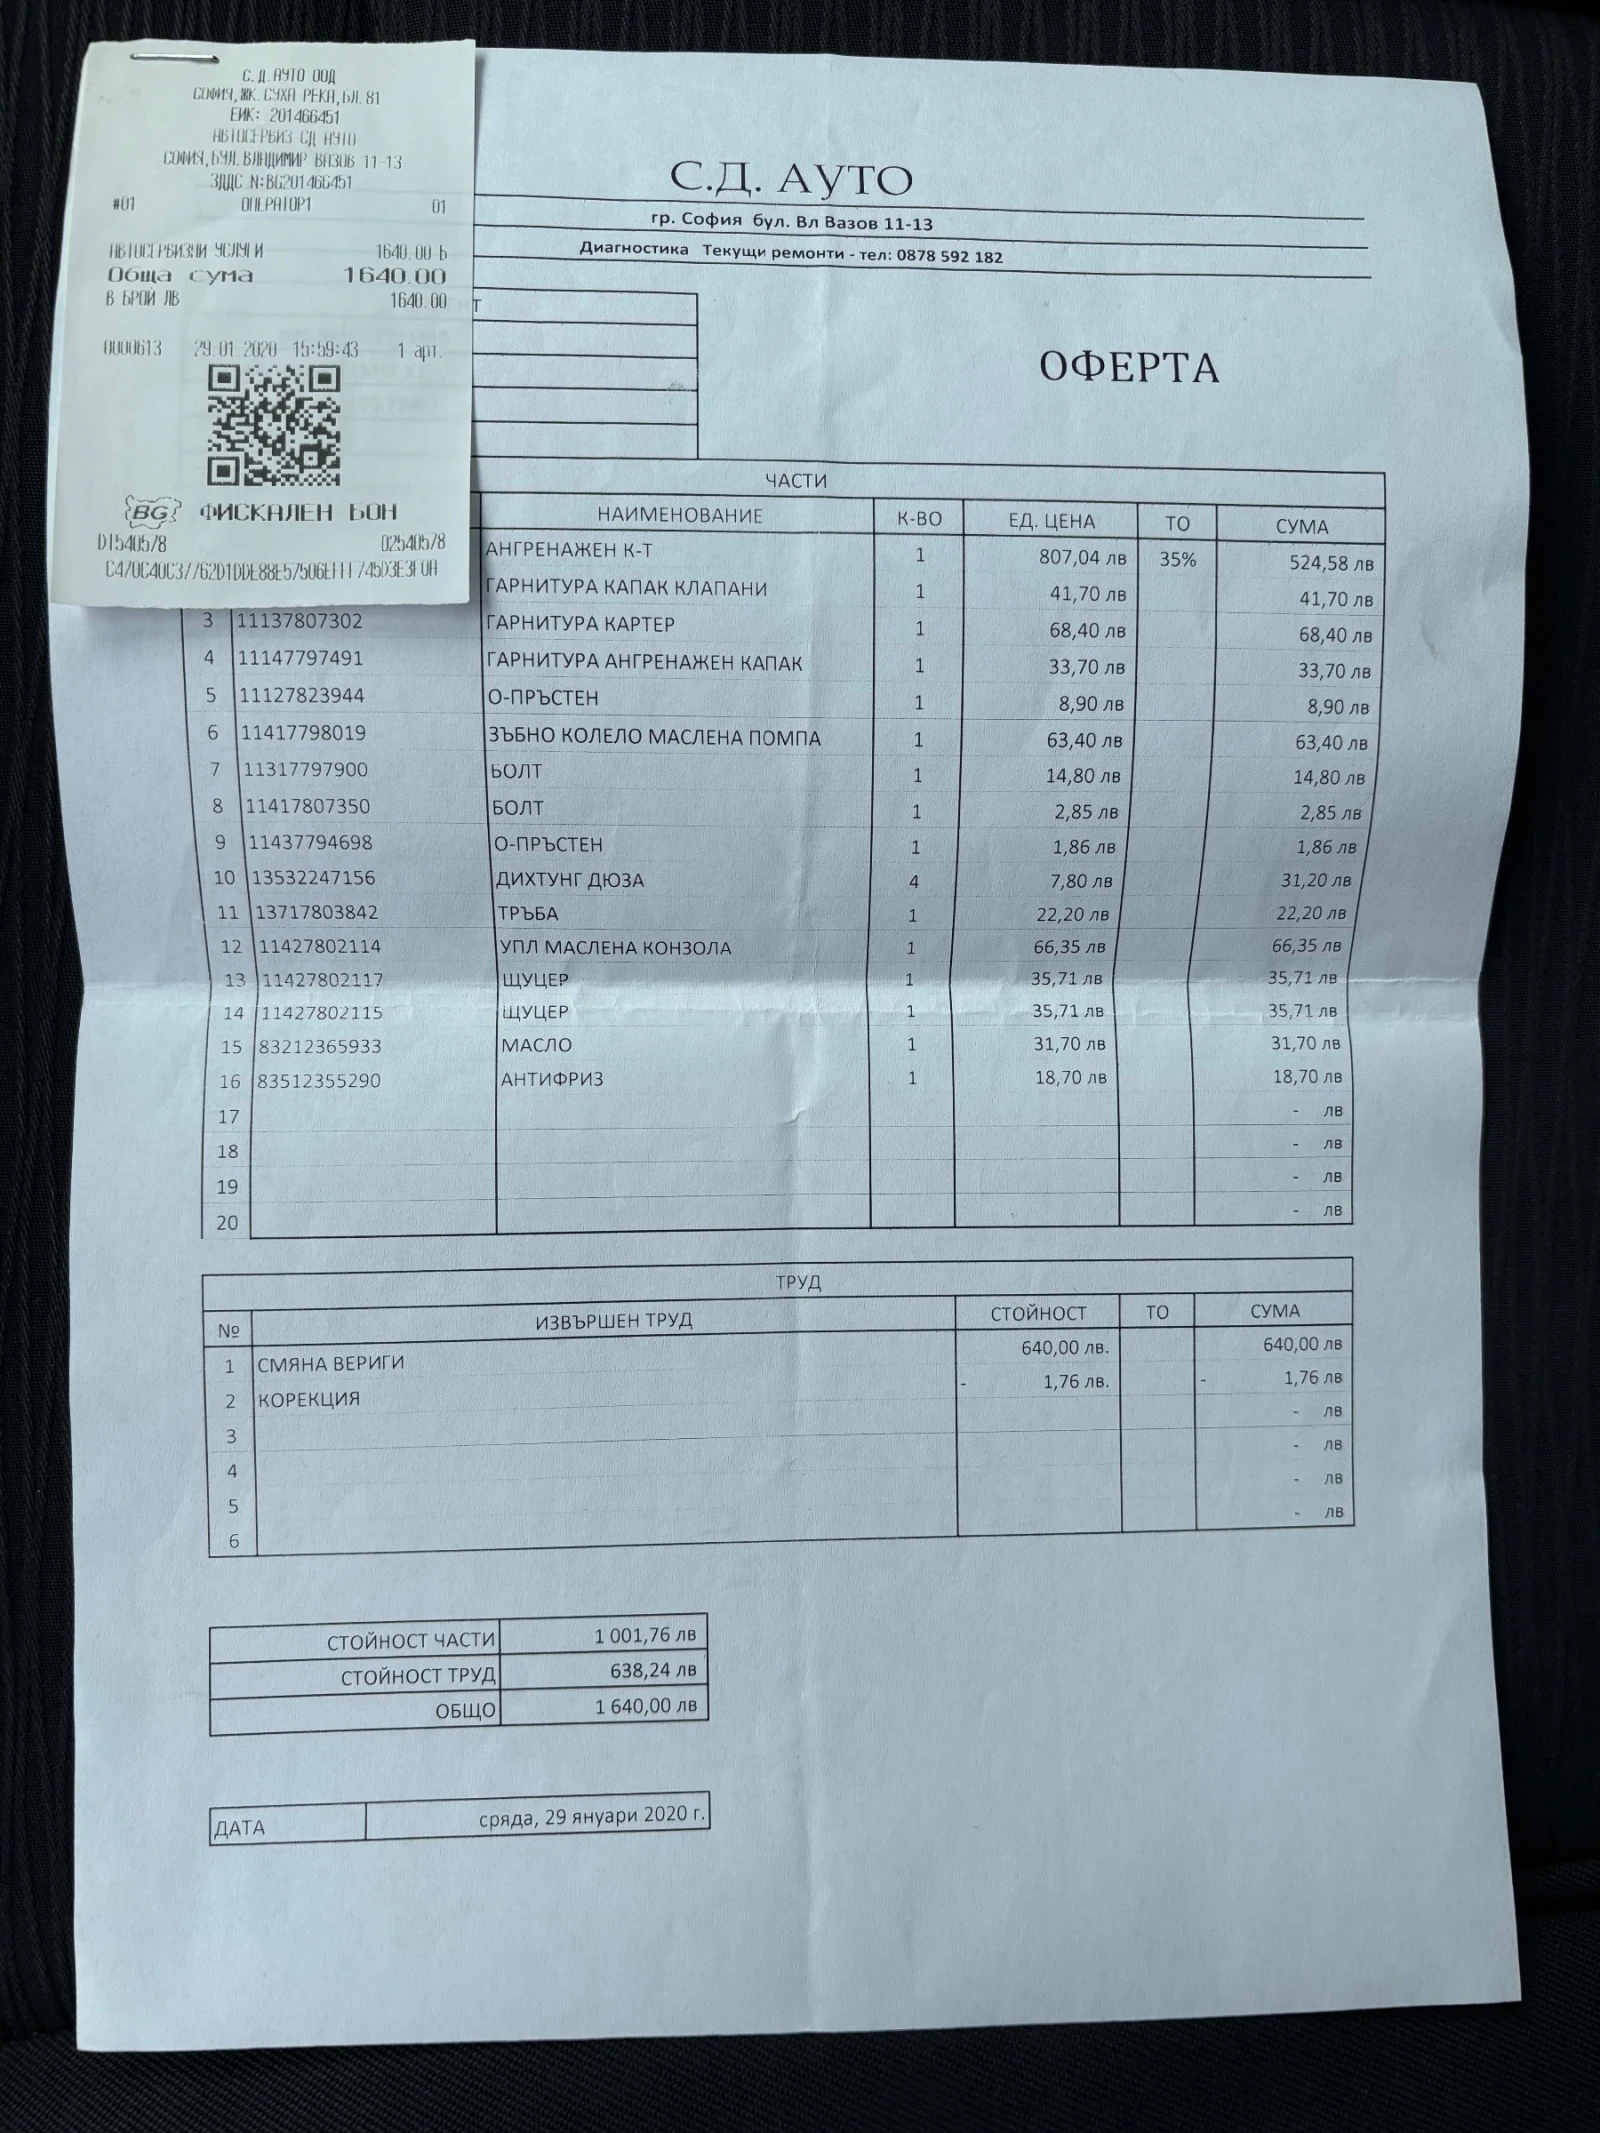 С.Д.АУТО ООД
СОФИЯ,ЖК.СУХА РЕКА,БЛ.81
ЕИК: 201466451
АВТОСЕРВИЗ СД АУТО
СОФИЯ,БУЛ.ВЛАДИМИР ВАЗОВ 11-13
ЗДДС N:BG201466451
#01 ОПЕРАТОР1 01
АВТОСЕРВИЗНИ УСЛУГИ 1640.00 Б
Обща сума 1640.00
В БРОЙ ЛВ 1640.00
0000613 29.01.2020 15:59:43 1 арт.
BG ФИСКАЛЕН БОН
DT540578 02540578
С.Д. АУТО
гр. София бул. Вл Вазов 11-13
Диагностика Текущи ремонти - тел: 0878 592 182
Т
ОФЕРТА
ЧАСТИ
НАИМЕНОВАНИЕ К-ВО ЕД. ЦЕНА ТО СУМА
АНГРЕНАЖЕН К-Т 1 807,04 лв 35% 524,58 лв
ГАРНИТУРА КАПАК КЛАПАНИ 1 41,70 лв 41,70 лв
3 11137807302 ГАРНИТУРА КАРТЕР 1 68,40 лв 68,40 лв
4 11147797491 ГАРНИТУРА АНГРЕНАЖЕН КАПАК 1 33,70 лв 33,70 лв
5 11127823944 О-ПРЪСТЕН 1 8,90 лв 8,90 лв
6 11417798019 ЗЪБНО КОЛЕЛО МАСЛЕНА ПОМПА 1 63,40 лв 63,40 лв
7 11317797900 БОЛТ 1 14,80 лв 14,80 лв
8 11417807350 БОЛТ 1 2,85 лв 2,85 лв
9 11437794698 О-ПРЪСТЕН 1 1,86 лв 1,86 лв
10 13532247156 ДИХТУНГ ДЮЗА 4 7,80 лв 31,20 лв
11 13717803842 ТРЪБА 1 22,20 лв 22,20 лв
12 11427802114 УПЛ МАСЛЕНА КОНЗОЛА 1 66,35 лв 66,35 лв
13 11427802117 ЩУЦЕР 1 35,71 лв 35,71 лв
14 11427802115 ЩУЦЕР 1 35,71 лв 35,71 лв
15 83212365933 МАСЛО 1 31,70 лв 31,70 лв
16 83512355290 АНТИФРИЗ 1 18,70 лв 18,70 лв
17 - лв
18 - лв
19 - лв
20 - лв
ТРУД
№ ИЗВЪРШЕН ТРУД СТОЙНОСТ ТО СУМА
1 СМЯНА ВЕРИГИ 640,00 лв. 640,00 лв
2 КОРЕКЦИЯ - 1,76 лв. - 1,76 лв
3 - лв
4 - лв
5 - лв
6 - лв
СТОЙНОСТ ЧАСТИ 1 001,76 лв
СТОЙНОСТ ТРУД 638,24 лв
ОБЩО 1 640,00 лв
ДАТА сряда, 29 януари 2020 г.